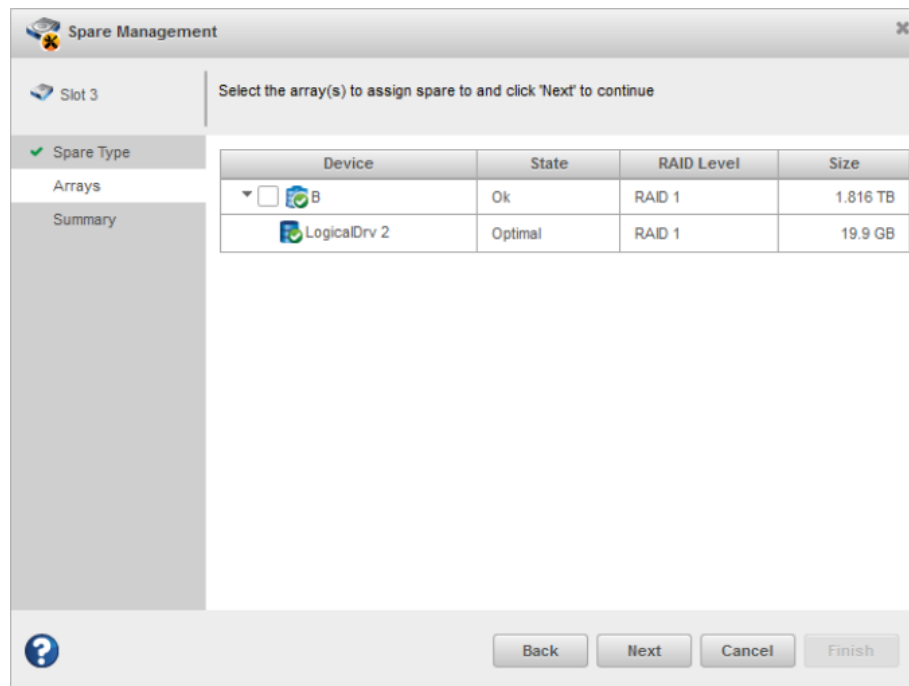 Spare Management
Slot 3
Select the array(s) to assign spare to and click 'Next' to continue
Spare Type
Arrays
Summary
Device State RAID Level Size
B Ok RAID 1 1.816 TB
LogicalDrv 2 Optimal RAID 1 19.9 GB
? Back Next Cancel Finish